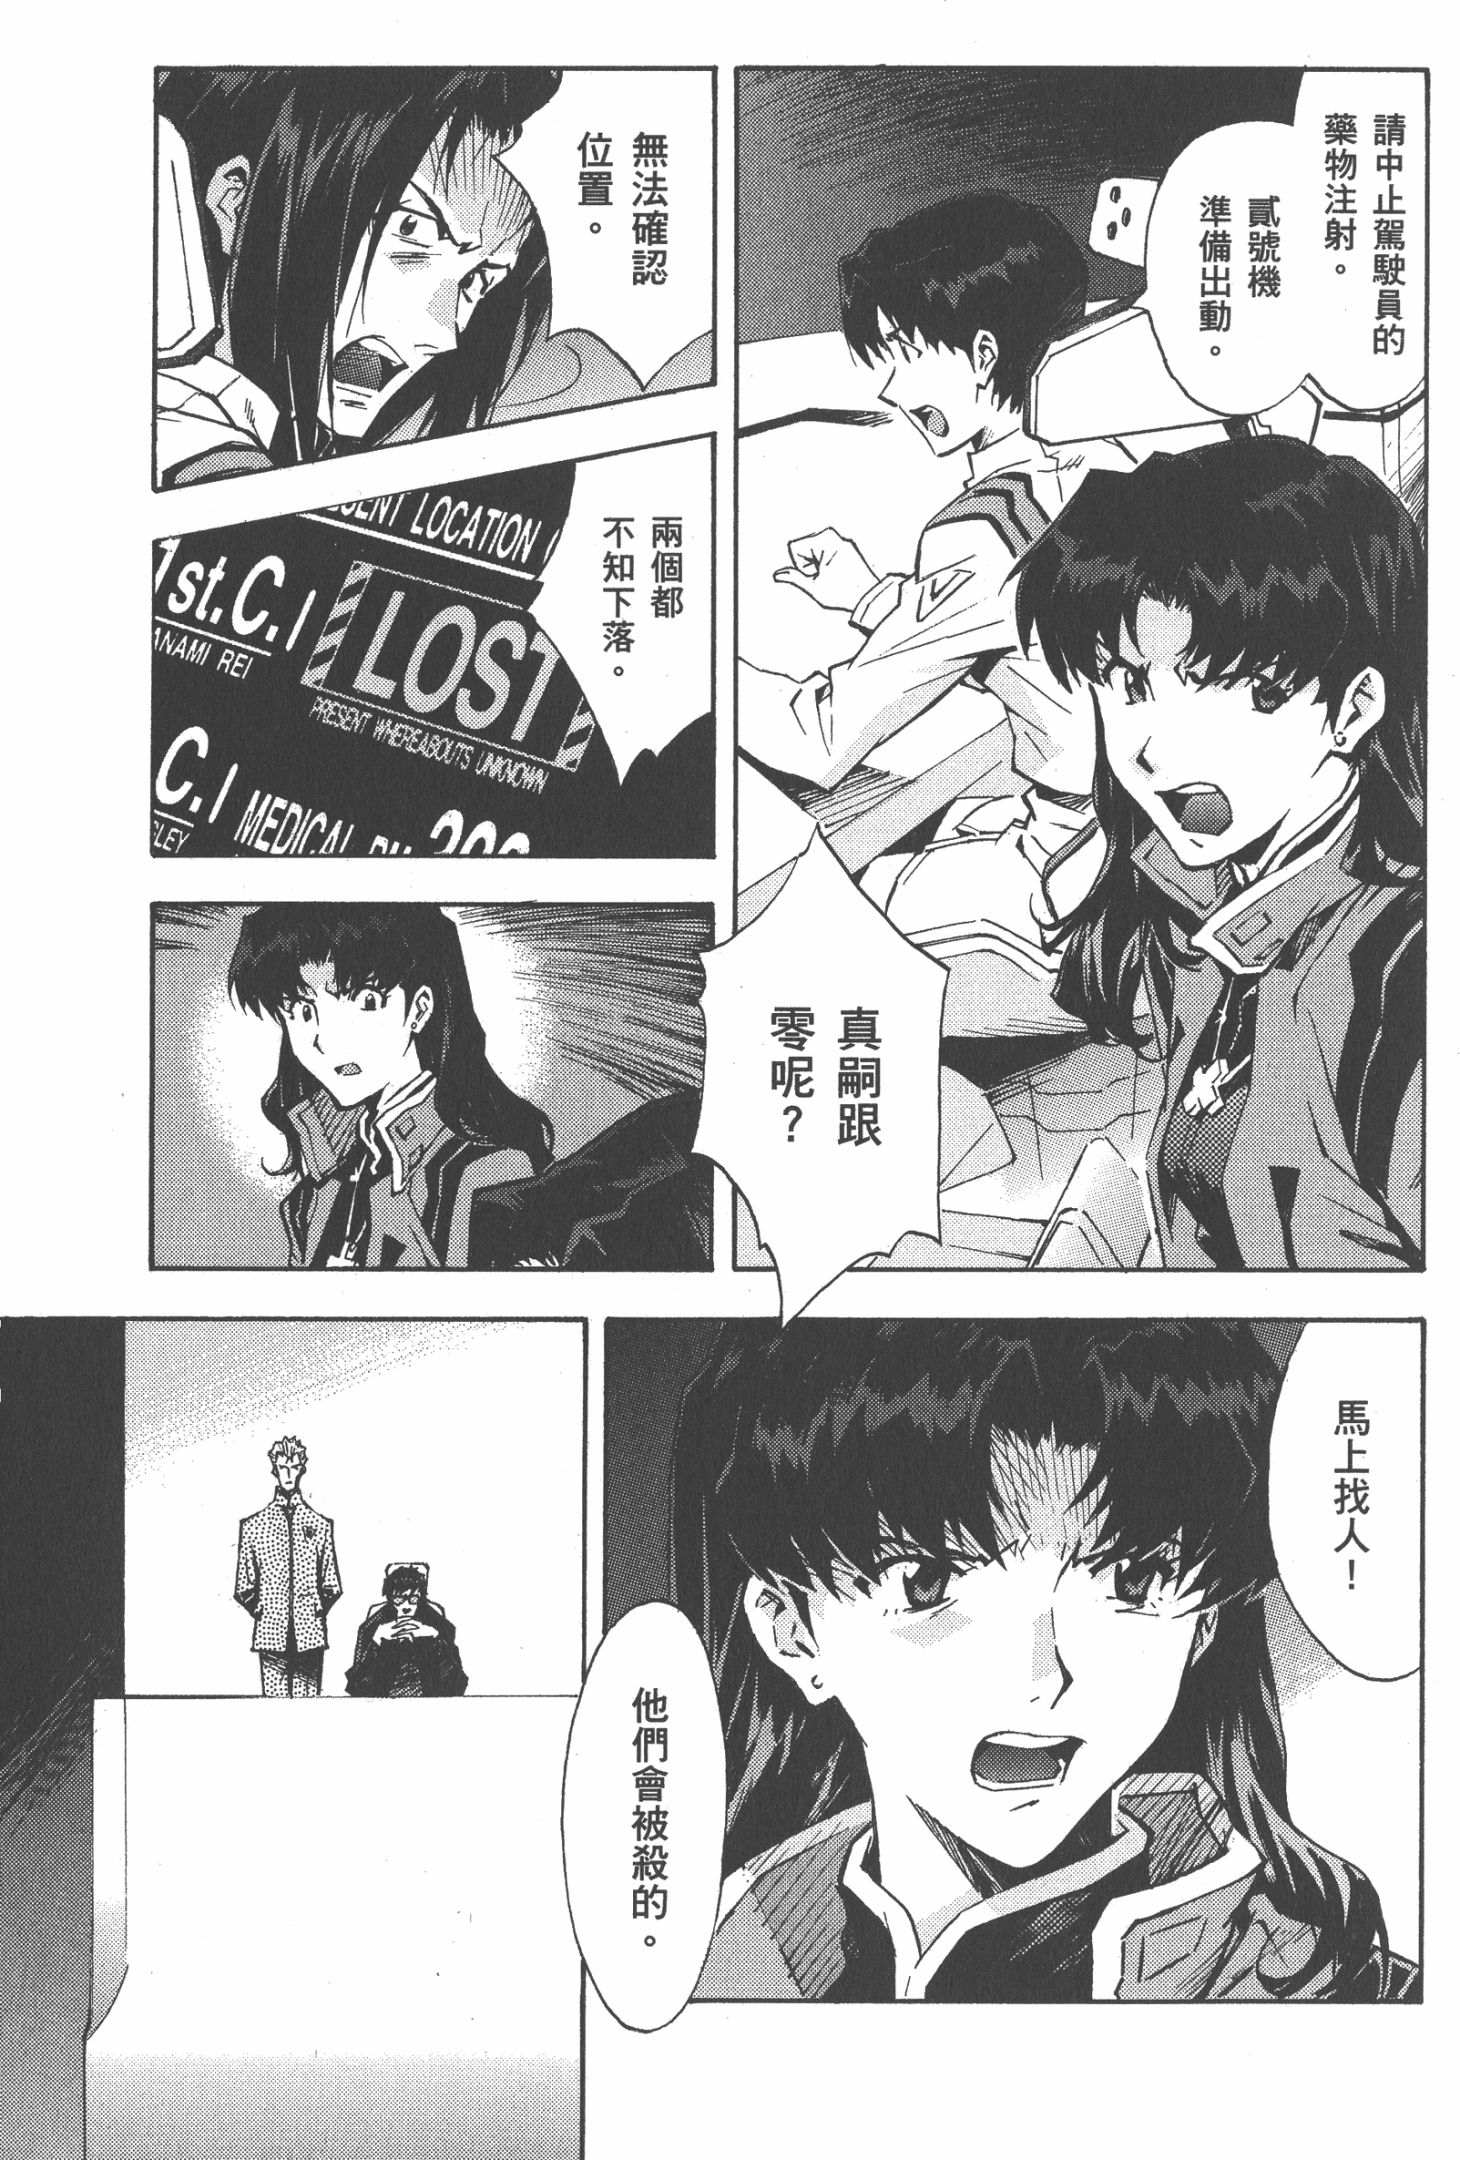 請中止駕駛員的
藥物注射。
貳號機
準備出動。
真嗣跟
零呢？
無法確認
位置。
兩個都
不知下落。
LOCATION
1st.C.
REI
LOST
PRESENT WHEREABOUTS UNKNOWN
C.
MEDICAL
馬上找人！
他們會被殺的。